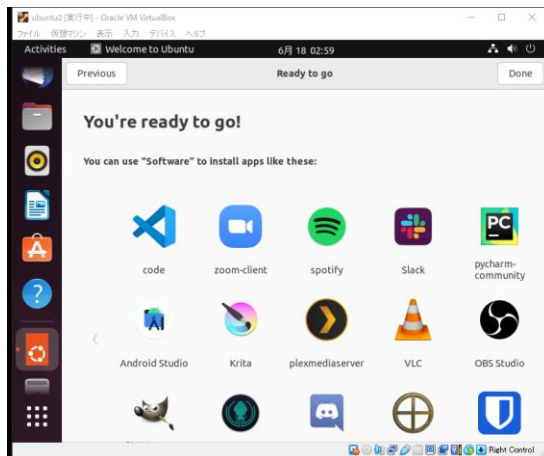 ubuntu2 [実行中] - Oracle VM VirtualBox
ファイル 仮想マシン 表示 入力 デバイス ヘルプ
Activities Welcome to Ubuntu 6月 18 02:59
Previous Ready to go Done
You're ready to go!
You can use "Software" to install apps like these:
PC
code zoom-client spotify Slack pycharm-community
Android Studio Krita plexmediaserver VLC OBS Studio
Right Control